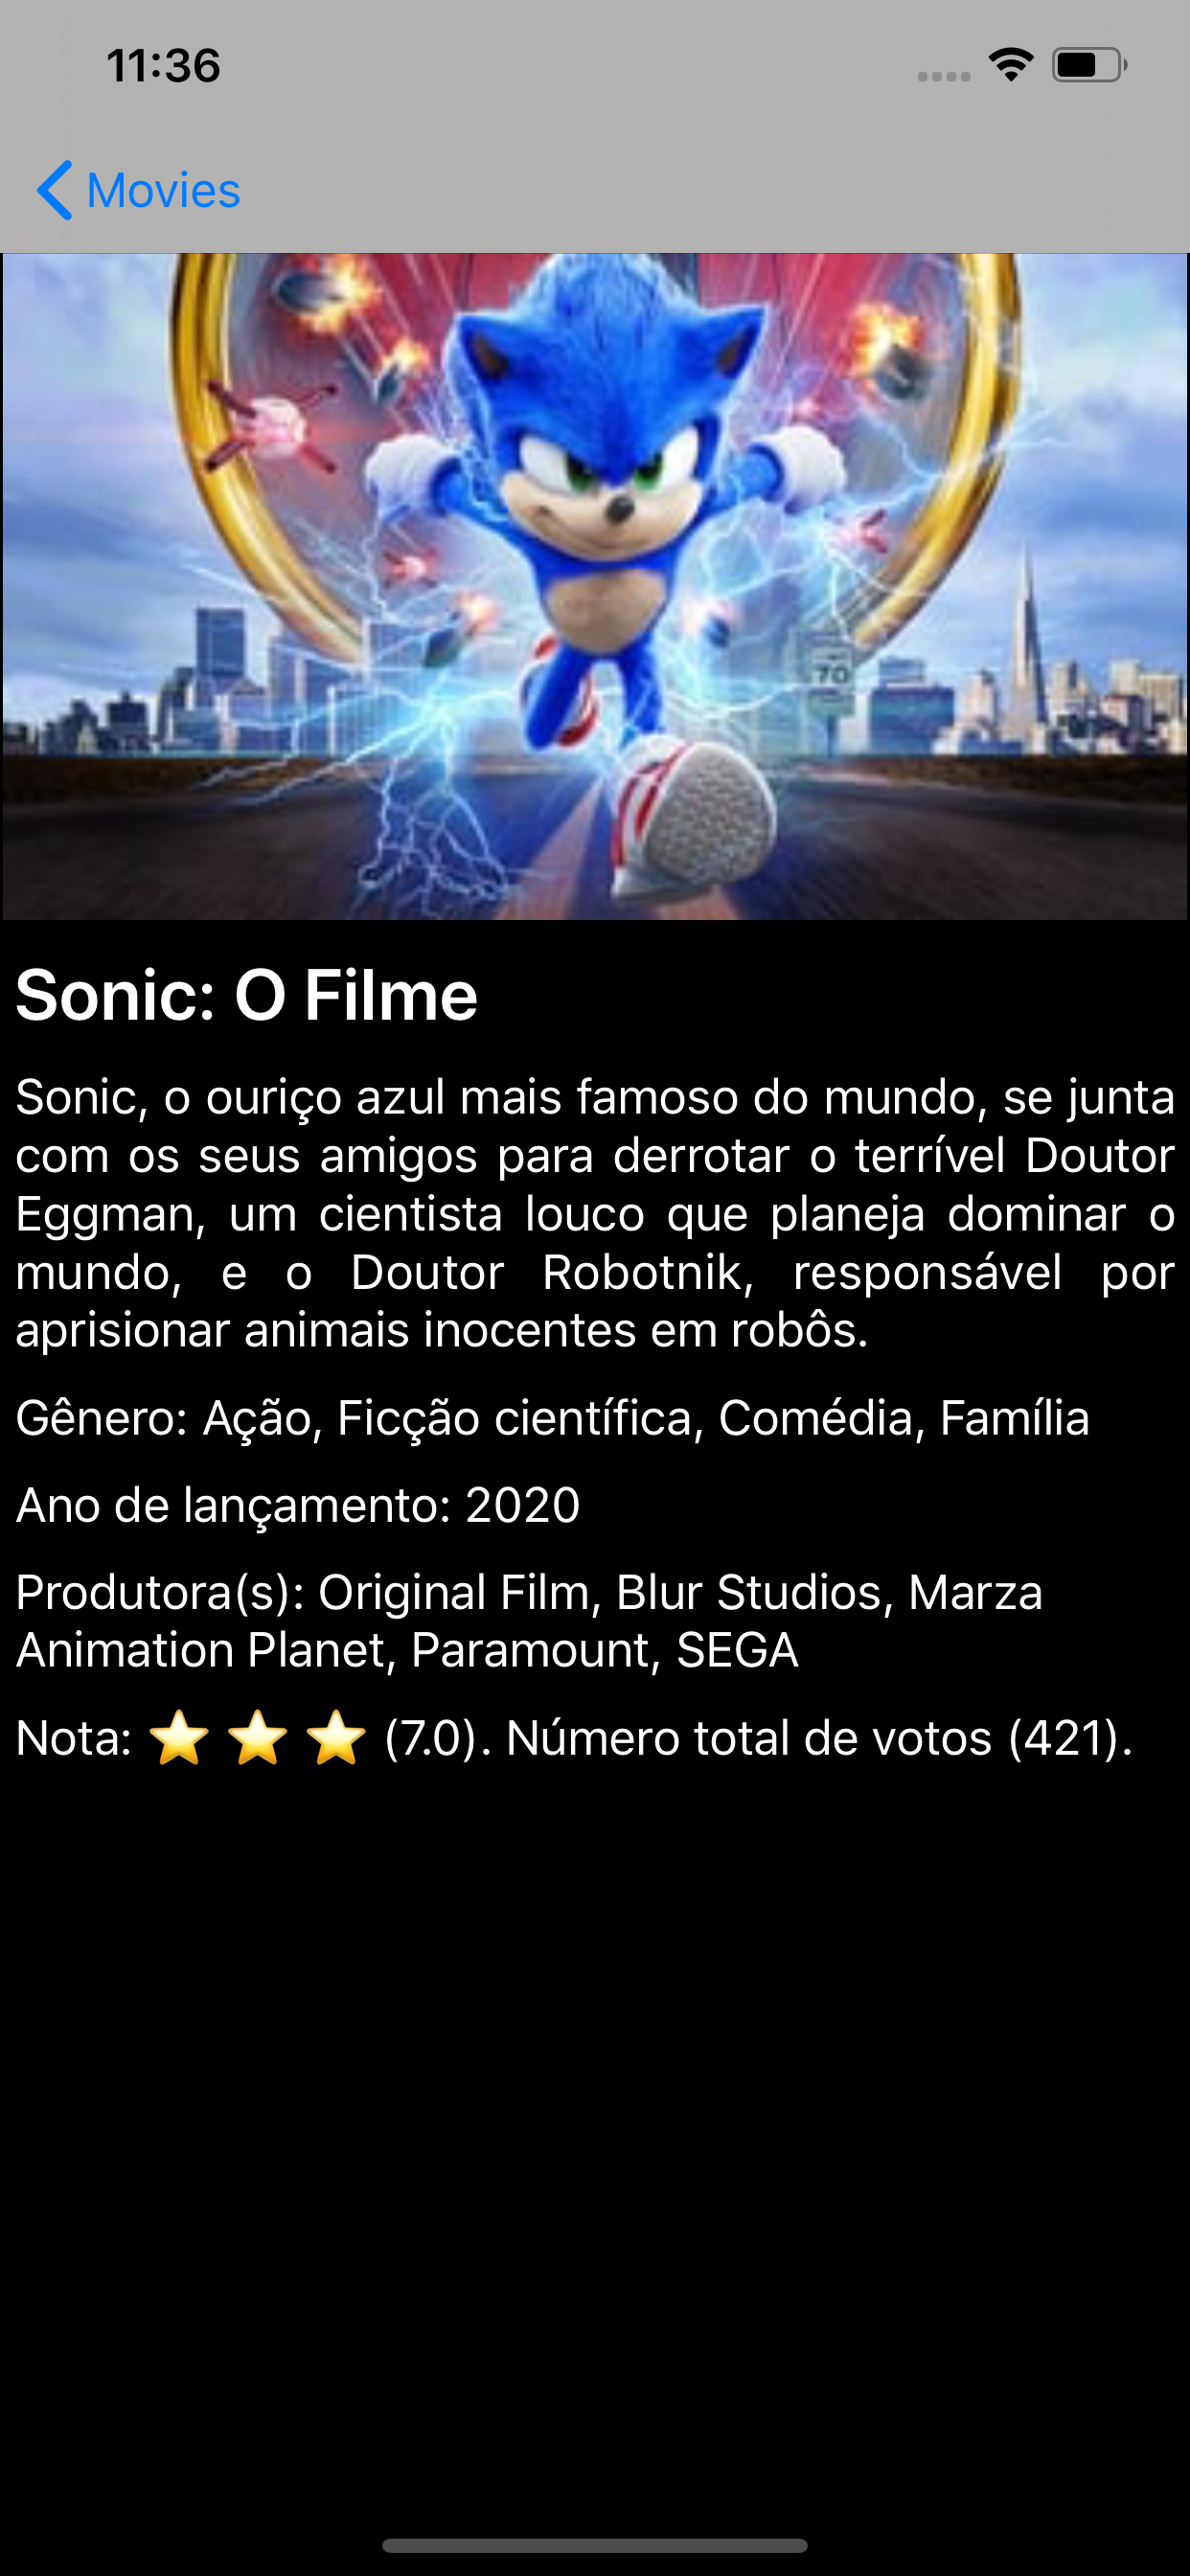 11:36
Movies
70
Sonic: O Filme
Sonic, o ouriço azul mais famoso do mundo, se junta
com os seus amigos para derrotar o terrível Doutor
Eggman, um cientista louco que planeja dominar o
mundo, e o Doutor Robotnik, responsável por
aprisionar animais inocentes em robôs.
Gênero: Ação, Ficção científica, Comédia, Família
Ano de lançamento: 2020
Produtora(s): Original Film, Blur Studios, Marza
Animation Planet, Paramount, SEGA
Nota: ⭐ ⭐ ⭐ (7.0). Número total de votos (421).